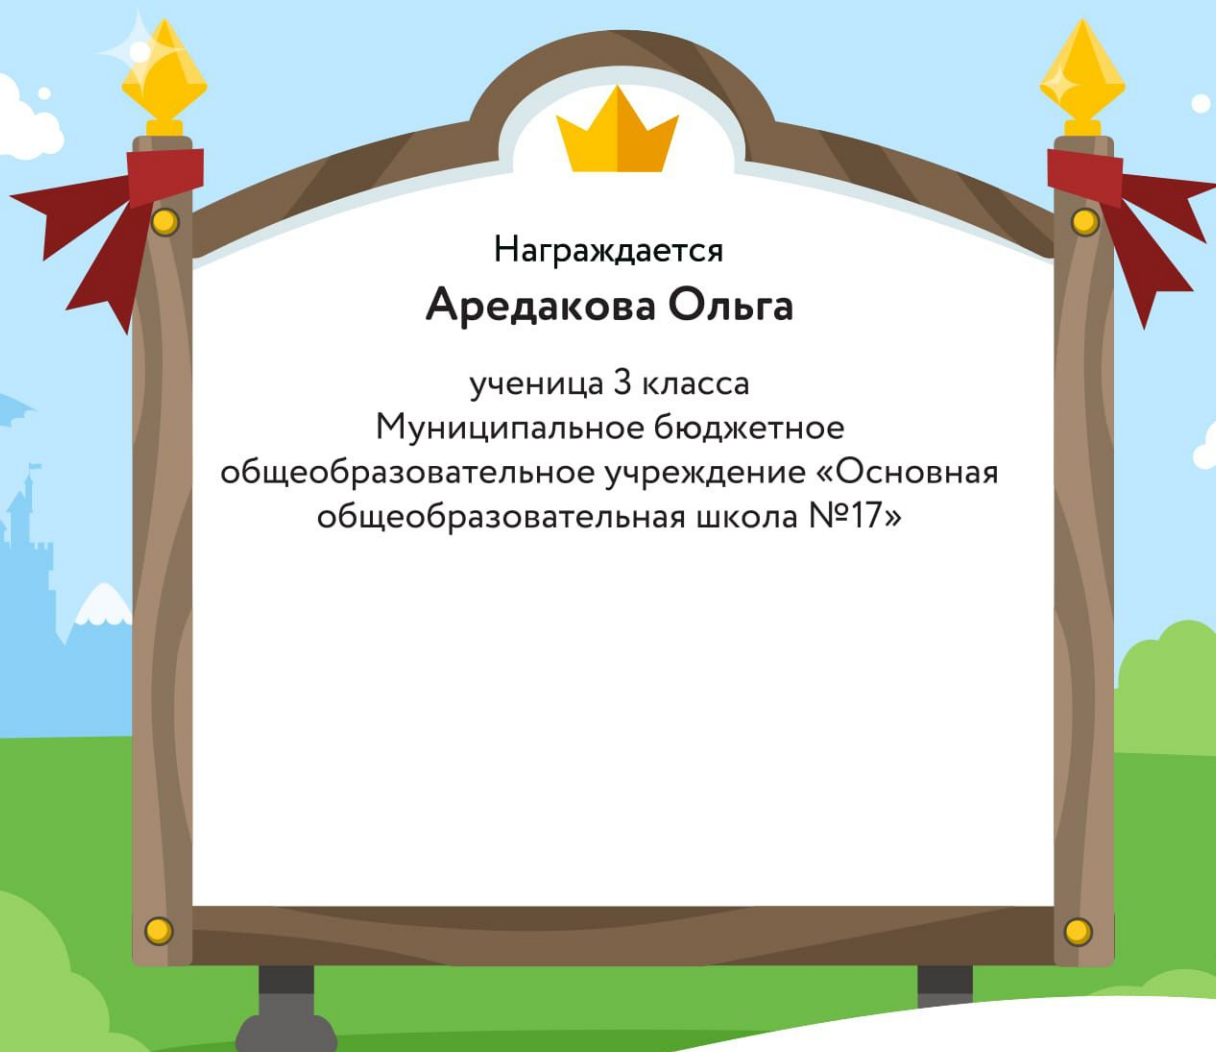 Награждается
Аредакова Ольга
ученица 3 класса
Муниципальное бюджетное
общеобразовательное учреждение «Основная
общеобразовательная школа №17»